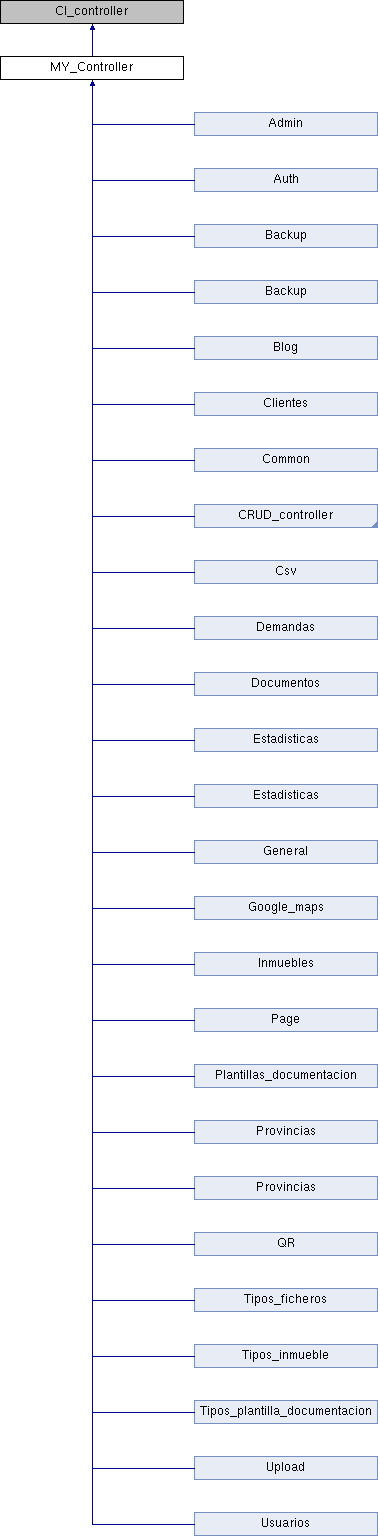 CI_controller
MY_Controller
Admin
Auth
Backup
Backup
Blog
Clientes
Common
CRUD_controller
Csv
Demandas
Documentos
Estadisticas
Estadisticas
General
Google_maps
Inmuebles
Page
Plantillas_documentacion
Provincias
Provincias
QR
Tipos_ficheros
Tipos_inmueble
Tipos_plantilla_documentacion
Upload
Usuarios